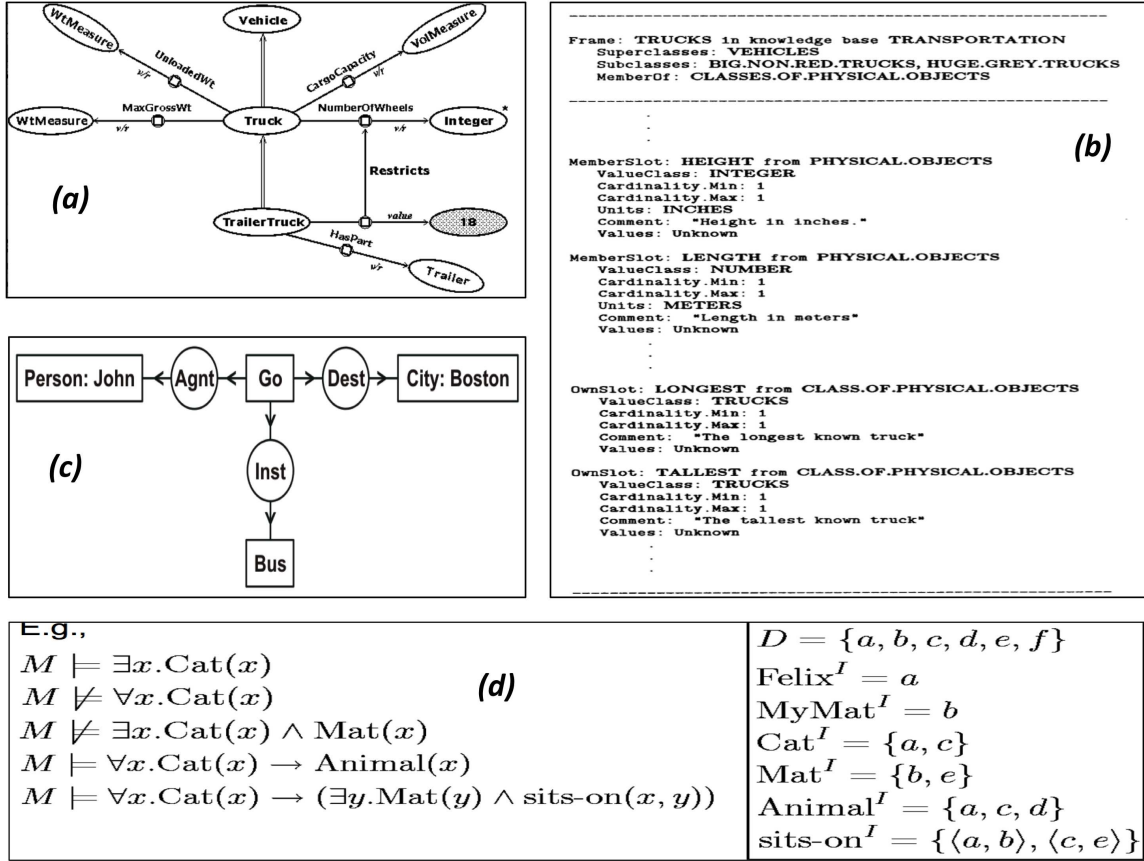 WtMeasure
Vehicle
VolMeasure
UnloadedWt
v/r
CargoCapacity
v/r
WtMeasure
MaxGrossWt
v/r
Truck
NumberOfWheels
v/r
Integer
*
Restricts
(a)
TrailerTruck
value
18
HasPart
v/r
Trailer
Frame: TRUCKS in knowledge base TRANSPORTATION
Superclasses: VEHICLES
Subclasses: BIG.NON.RED.TRUCKS, HUGE.GREY.TRUCKS
MemberOf: CLASSES.OF.PHYSICAL.OBJECTS
(b)
MemberSlot: HEIGHT from PHYSICAL.OBJECTS
ValueClass: INTEGER
Cardinality.Min: 1
Cardinality.Max: 1
Units: INCHES
Comment: "Height in inches."
Values: Unknown
MemberSlot: LENGTH from PHYSICAL.OBJECTS
ValueClass: NUMBER
Cardinality.Min: 1
Cardinality.Max: 1
Units: METERS
Comment: "Length in meters"
Values: Unknown
OwnSlot: LONGEST from CLASS.OF.PHYSICAL.OBJECTS
ValueClass: TRUCKS
Cardinality.Min: 1
Cardinality.Max: 1
Comment: "The longest known truck"
Values: Unknown
OwnSlot: TALLEST from CLASS.OF.PHYSICAL.OBJECTS
ValueClass: TRUCKS
Cardinality.Min: 1
Cardinality.Max: 1
Comment: "The tallest known truck"
Values: Unknown
Person: John
Agnt
Go
Dest
City: Boston
(c)
Inst
Bus
E.g.,
M ⊨ ∃x.Cat(x)
M ⊭ ∀x.Cat(x)
M ⊭ ∃x.Cat(x) ∧ Mat(x)
M ⊨ ∀x.Cat(x) → Animal(x)
M ⊨ ∀x.Cat(x) → (∃y.Mat(y) ∧ sits-on(x, y))
(d)
D = {a, b, c, d, e, f}
Felix^I = a
MyMat^I = b
Cat^I = {a, c}
Mat^I = {b, e}
Animal^I = {a, c, d}
sits-on^I = {⟨a, b⟩, ⟨c, e⟩}